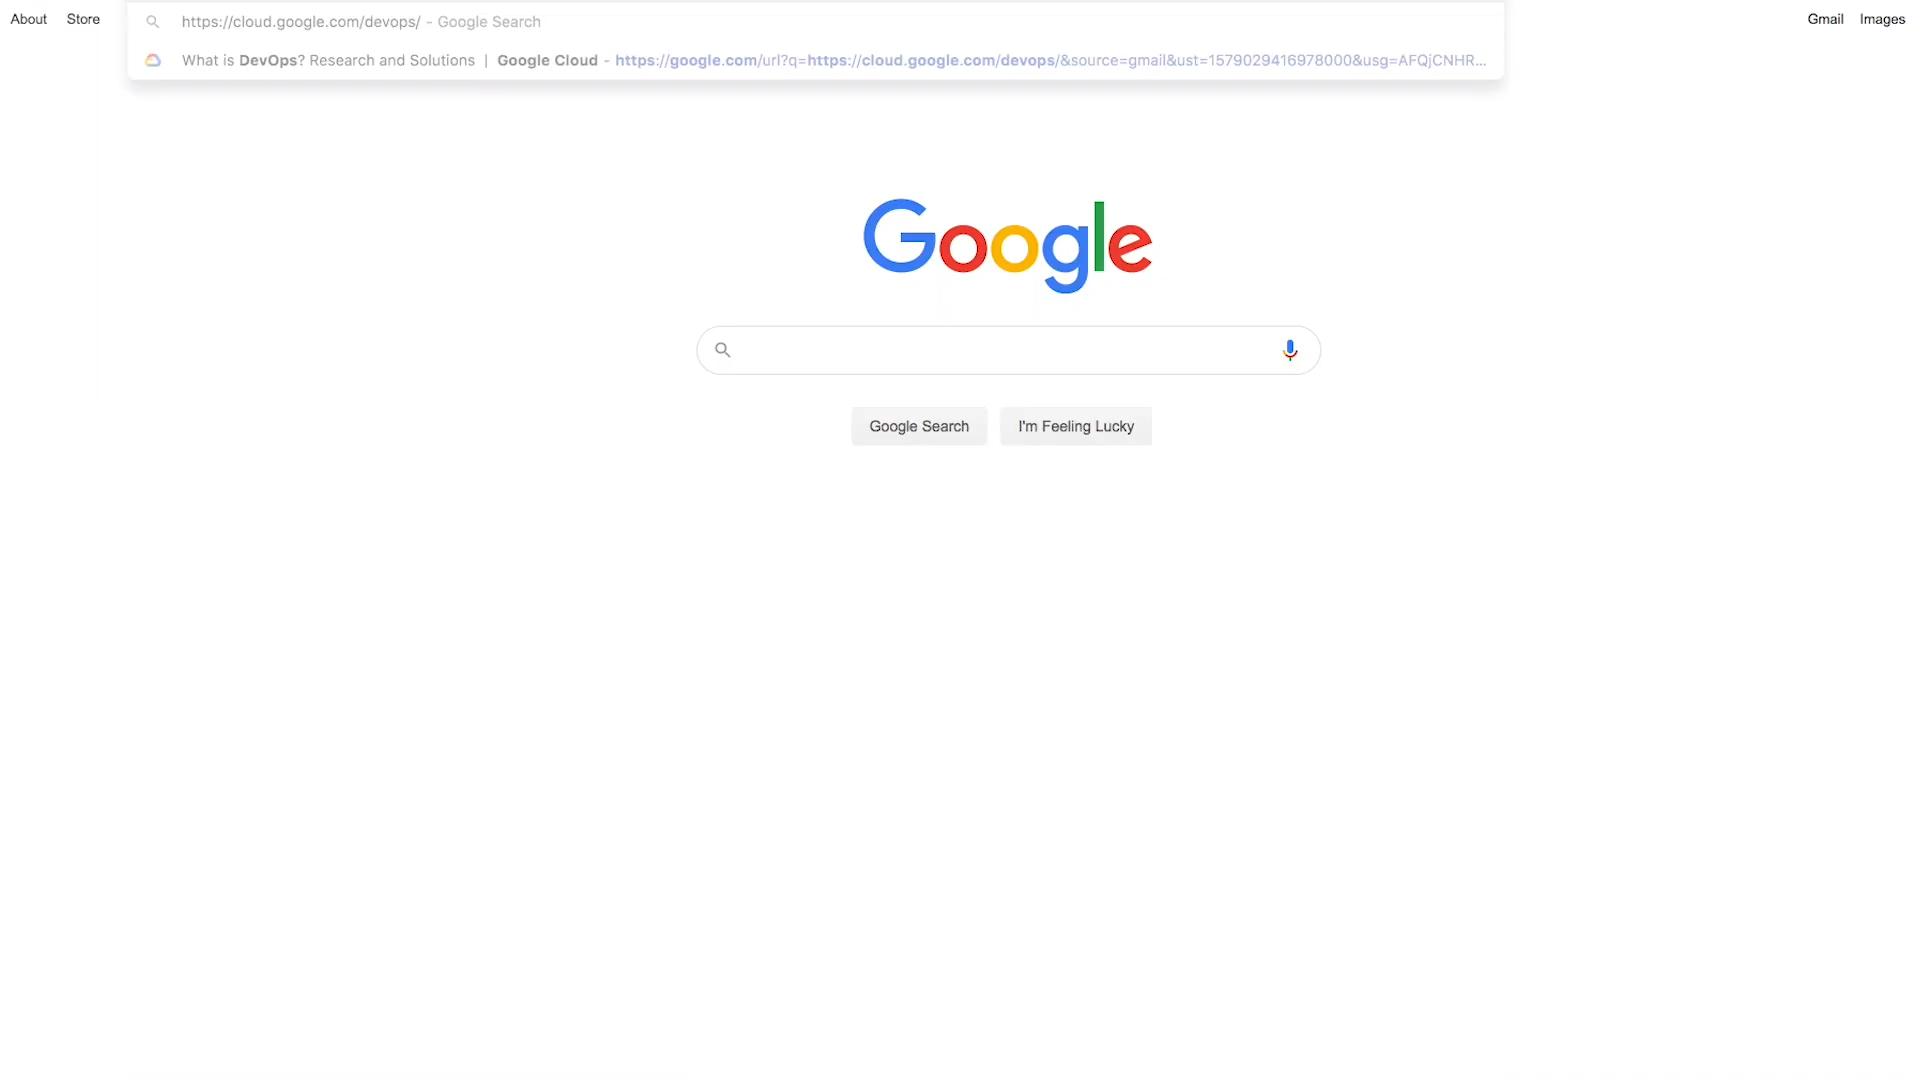 About Store https://cloud.google.com/devops/ - Google Search Gmail Images
What is DevOps? Research and Solutions | Google Cloud - https://google.com/url?q=https://cloud.google.com/devops/&source=gmail&ust=1579029416978000&usg=AFQjCNHR...
Google
Google Search I'm Feeling Lucky